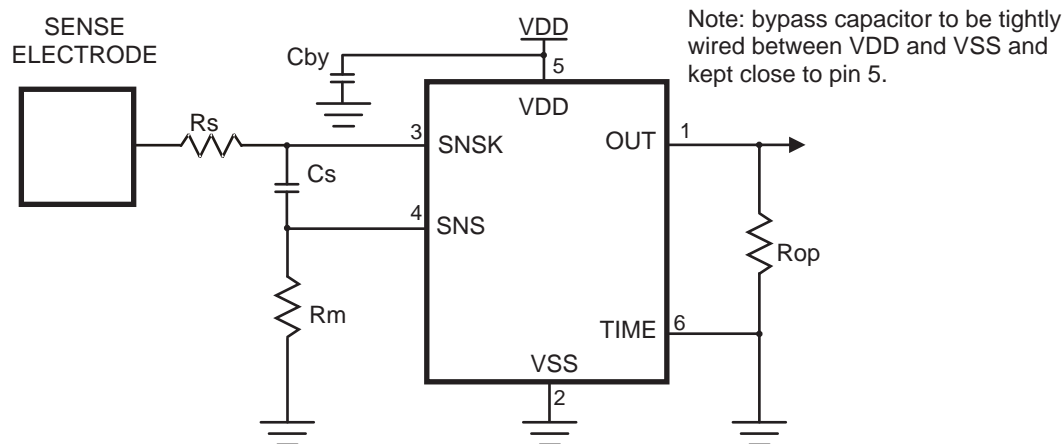 SENSE
ELECTRODE
VDD
Note: bypass capacitor to be tightly
wired between VDD and VSS and
kept close to pin 5.
Cby
5
VDD
Rs
3
SNSK
OUT
1
Cs
4
SNS
Rop
Rm
TIME
6
VSS
2